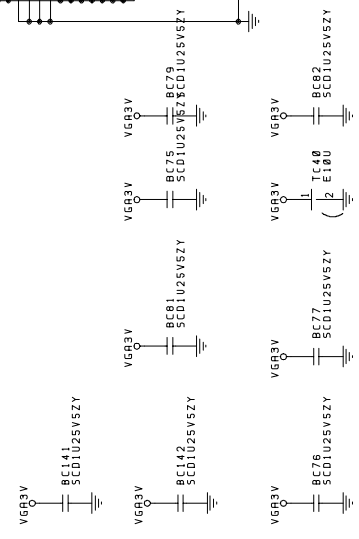 VGA3V
BC79
SCD1U25V5ZY
VGA3V
BC82
SCD1U25V5ZY
VGA3V
BC75
SCD1U25V5ZY
VGA3V
TC40
E10U
1
2
VGA3V
BC81
SCD1U25V5ZY
VGA3V
BC77
SCD1U25V5ZY
VGA3V
BC141
SCD1U25V5ZY
VGA3V
BC142
SCD1U25V5ZY
VGA3V
BC76
SCD1U25V5ZY